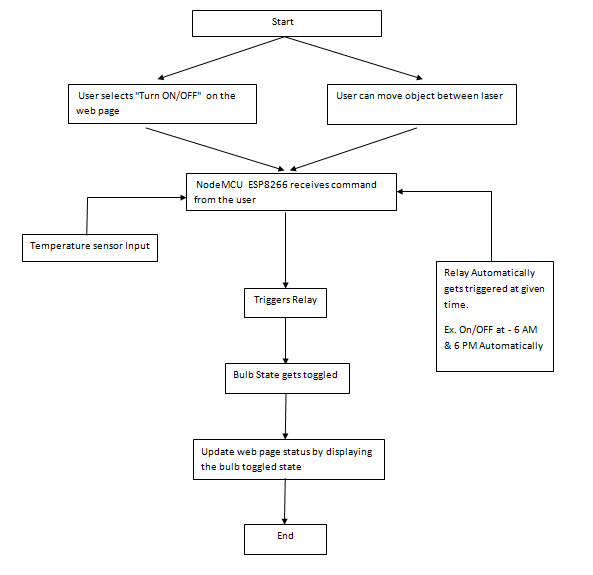 Start
User selects "Turn ON/OFF" on the
web page
User can move object between laser
NodeMCU ESP8266 receives command
from the user
Temperature sensor Input
Relay Automatically
gets triggered at given
time.
Ex. On/OFF at - 6 AM
& 6 PM Automatically
Triggers Relay
Bulb State gets toggled
Update web page status by displaying
the bulb toggled state
End